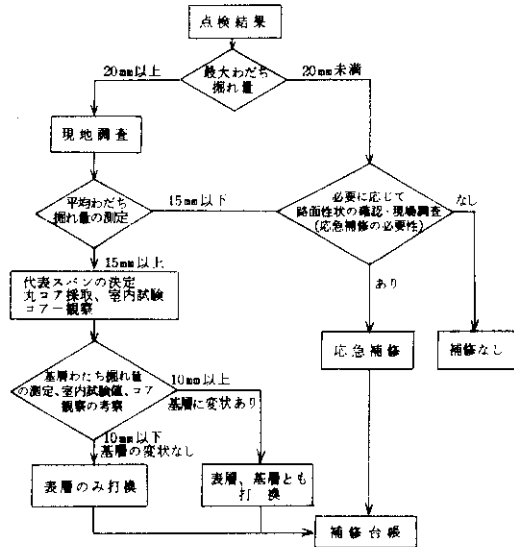 点検結果
20mm以上
最大わだち
掘れ量
20mm未満
現地調査
平均わだち
掘れ量の測定
15mm以下
必要に応じて
路面性状の確認・現場調査
(応急補修の必要性)
なし
15mm以上
あり
代表スパンの決定
丸コア採取、室内試験
コアー観察
応急補修
補修なし
基層わだち掘れ量
の測定、室内試験値、コア
観察の考察
10mm以上
基層に変状あり
10mm以下
基層の変状なし
表層のみ打換
表層、基層とも
打換
補修台帳